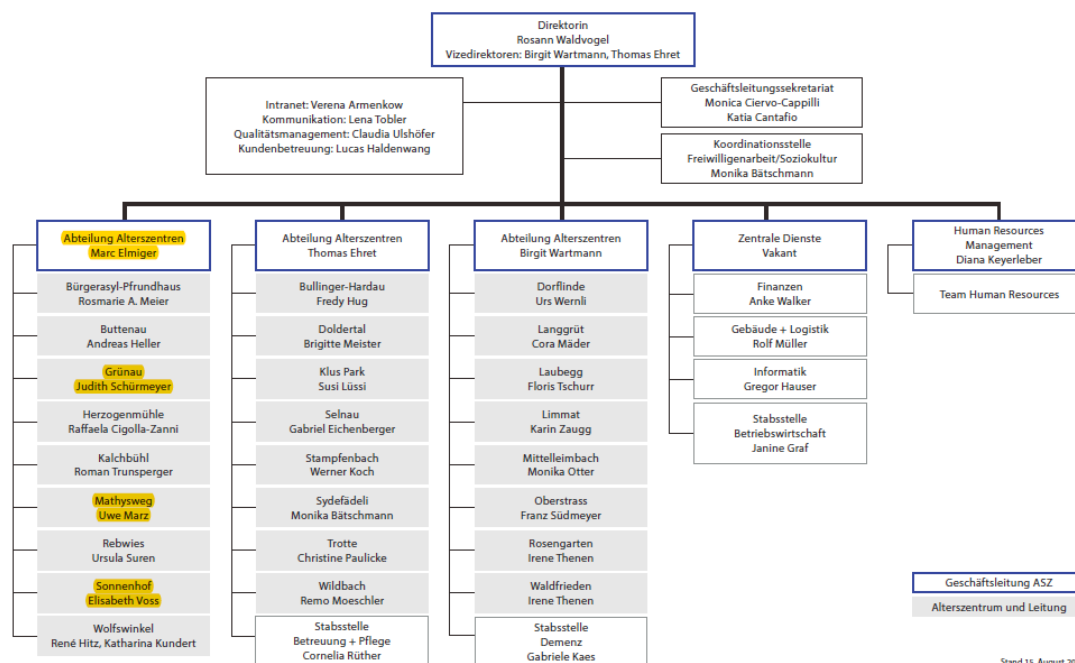 Direktorin
Rosann Waldvogel
Vizedirektoren: Birgit Wartmann, Thomas Ehret
Intranet: Verena Armenkow
Kommunikation: Lena Tobler
Qualitätsmanagement: Claudia Ulshöfer
Kundenbetreuung: Lucas Haldenwang
Geschäftsleitungssekretariat
Monica Ciervo-Cappilli
Katia Cantafio
Koordinationsstelle
Freiwilligenarbeit/Soziokultur
Monika Bätschmann
Abteilung Alterszentren
Marc Elmiger
Bürgerasyl-Pfrundhaus
Rosmarie A. Meier
Buttenau
Andreas Heller
Grünau
Judith Schürmeyer
Herzogenmühle
Raffaela Cigolla-Zanni
Kalchbühl
Roman Trunsperger
Mathysweg
Uwe Marz
Rebwies
Ursula Suren
Sonnenhof
Elisabeth Voss
Wolfswinkel
René Hitz, Katharina Kundert
Abteilung Alterszentren
Thomas Ehret
Bullinger-Hardau
Fredy Hug
Doldertal
Brigitte Meister
Klus Park
Susi Lüssi
Selnau
Gabriel Eichenberger
Stampfenbach
Werner Koch
Sydefädeli
Monika Bätschmann
Trotte
Christine Paulicke
Wildbach
Remo Moeschler
Stabsstelle
Betreuung + Pflege
Cornelia Rüther
Abteilung Alterszentren
Birgit Wartmann
Dorflinde
Urs Wernli
Langgrüt
Cora Mäder
Laubegg
Floris Tschurr
Limmat
Karin Zaugg
Mittelleimbach
Monika Otter
Oberstrass
Franz Südmeyer
Rosengarten
Irene Thenen
Waldfrieden
Irene Thenen
Stabsstelle
Demenz
Gabriele Kaes
Zentrale Dienste
Vakant
Finanzen
Anke Walker
Gebäude + Logistik
Rolf Müller
Informatik
Gregor Hauser
Stabsstelle
Betriebswirtschaft
Janine Graf
Human Resources
Management
Diana Keyerleber
Team Human Resources
Geschäftsleitung ASZ
Alterszentrum und Leitung
Stand 15. August